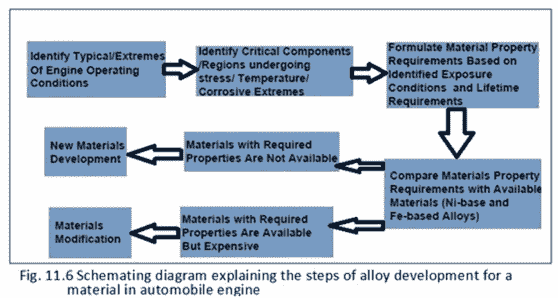 Identify Typical/Extremes
Of Engine Operating
Conditions
Identify Critical Components
/Regions undergoing
stress/ Temperature/
Corrosive Extremes
Formulate Material Property
Requirements Based on
Identified Exposure
Conditions and Lifetime
Requirements
New Materials
Development
Materials with Required
Properties Are Not Available
Compare Materials Property
Requirements with Available
Materials (Ni-base and
Fe-based Alloys)
Materials
Modification
Materials with Required
Properties Are Available
But Expensive
Fig. 11.6 Schemating diagram explaining the steps of alloy development for a
material in automobile engine